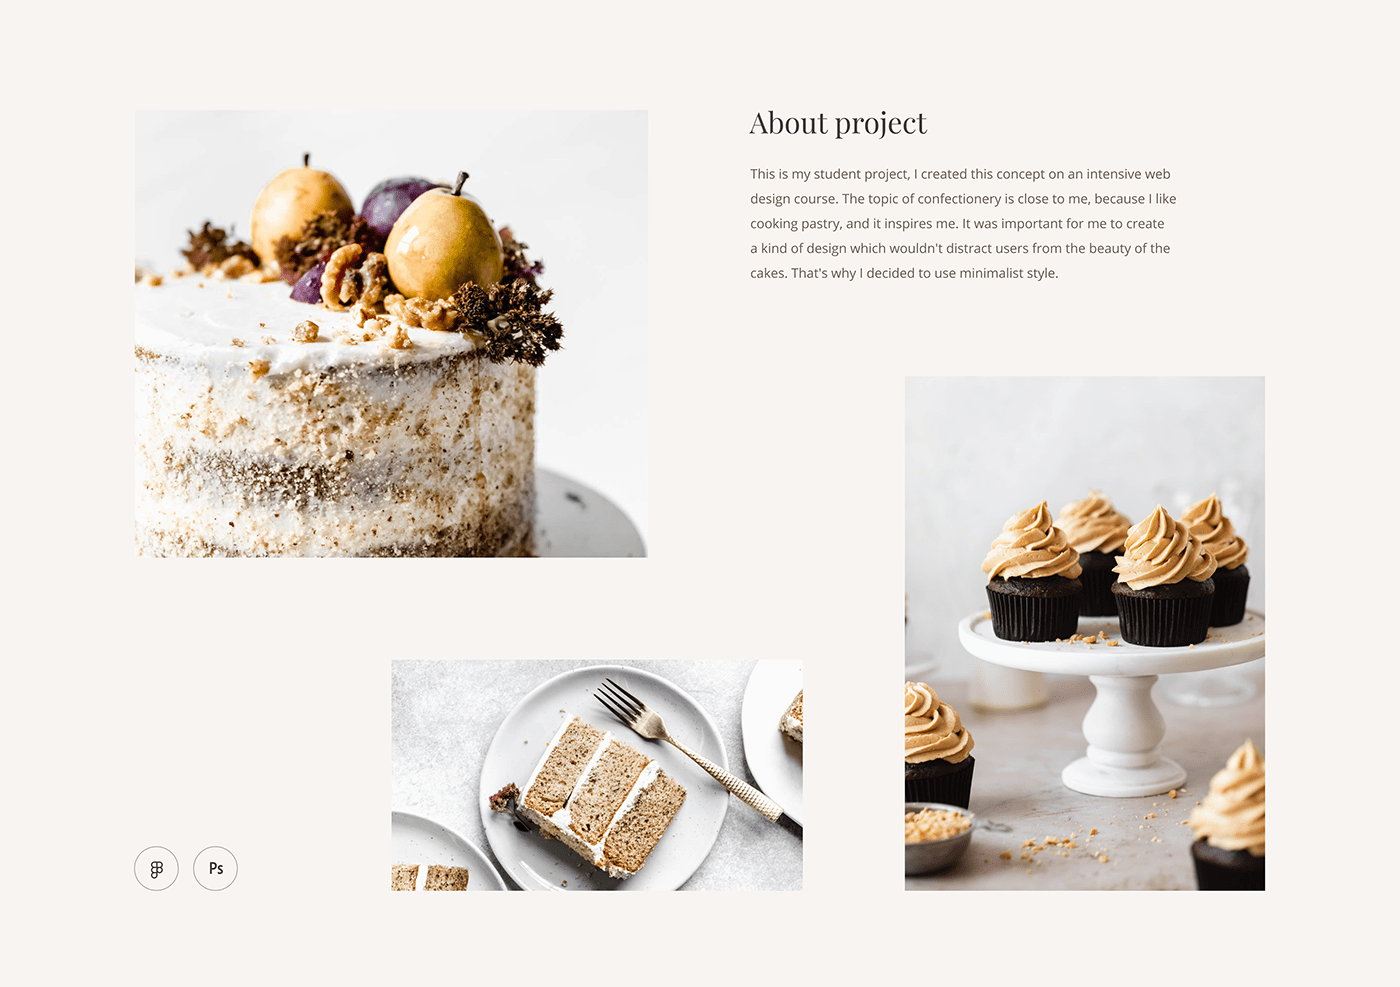 About project
This is my student project, I created this concept on an intensive web
design course. The topic of confectionery is close to me, because I like
cooking pastry, and it inspires me. It was important for me to create
a kind of design which wouldn't distract users from the beauty of the
cakes. That's why I decided to use minimalist style.
Ps